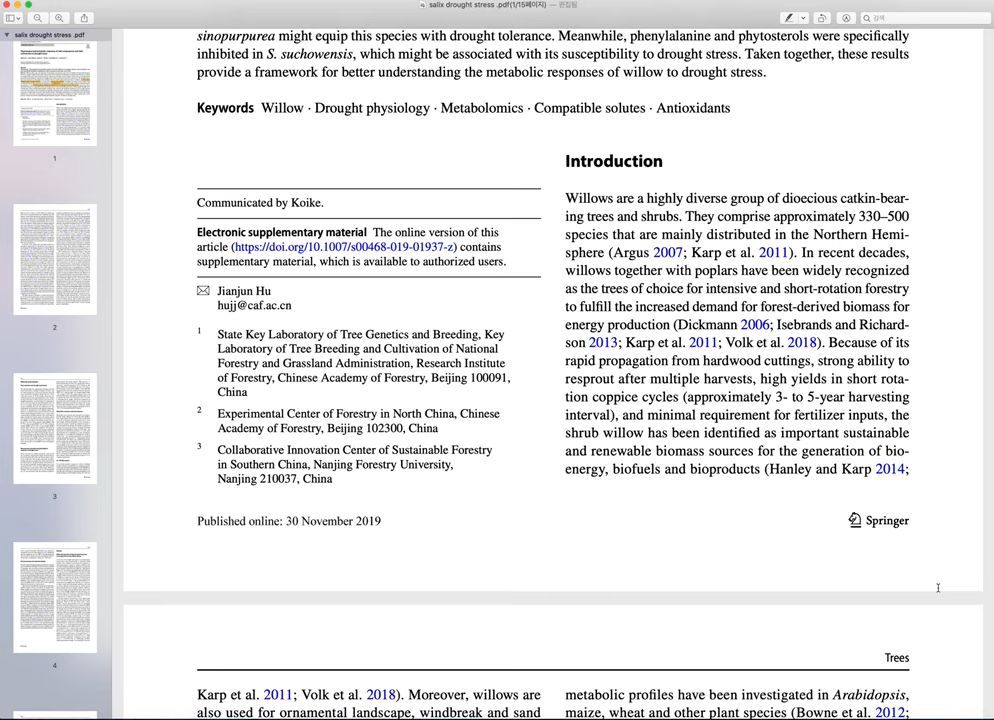 salix drought stress .pdf(1/15페이지) — 편집됨
검색
salix drought stress .pdf
1
2
3
4
sinopurpurea might equip this species with drought tolerance. Meanwhile, phenylalanine and phytosterols were specifically
inhibited in S. suchowensis, which might be associated with its susceptibility to drought stress. Taken together, these results
provide a framework for better understanding the metabolic responses of willow to drought stress.
Keywords Willow · Drought physiology · Metabolomics · Compatible solutes · Antioxidants
Communicated by Koike.
Electronic supplementary material The online version of this
article (https://doi.org/10.1007/s00468-019-01937-z) contains
supplementary material, which is available to authorized users.
Jianjun Hu
hujj@caf.ac.cn
1 State Key Laboratory of Tree Genetics and Breeding, Key
Laboratory of Tree Breeding and Cultivation of National
Forestry and Grassland Administration, Research Institute
of Forestry, Chinese Academy of Forestry, Beijing 100091,
China
2 Experimental Center of Forestry in North China, Chinese
Academy of Forestry, Beijing 102300, China
3 Collaborative Innovation Center of Sustainable Forestry
in Southern China, Nanjing Forestry University,
Nanjing 210037, China
Published online: 30 November 2019
Introduction
Willows are a highly diverse group of dioecious catkin-bear-
ing trees and shrubs. They comprise approximately 330–500
species that are mainly distributed in the Northern Hemi-
sphere (Argus 2007; Karp et al. 2011). In recent decades,
willows together with poplars have been widely recognized
as the trees of choice for intensive and short-rotation forestry
to fulfill the increased demand for forest-derived biomass for
energy production (Dickmann 2006; Isebrands and Richard-
son 2013; Karp et al. 2011; Volk et al. 2018). Because of its
rapid propagation from hardwood cuttings, strong ability to
resprout after multiple harvests, high yields in short rota-
tion coppice cycles (approximately 3- to 5-year harvesting
interval), and minimal requirement for fertilizer inputs, the
shrub willow has been identified as important sustainable
and renewable biomass sources for the generation of bio-
energy, biofuels and bioproducts (Hanley and Karp 2014;
Springer
Trees
Karp et al. 2011; Volk et al. 2018). Moreover, willows are
also used for ornamental landscape, windbreak and sand
metabolic profiles have been investigated in Arabidopsis,
maize, wheat and other plant species (Bowne et al. 2012;